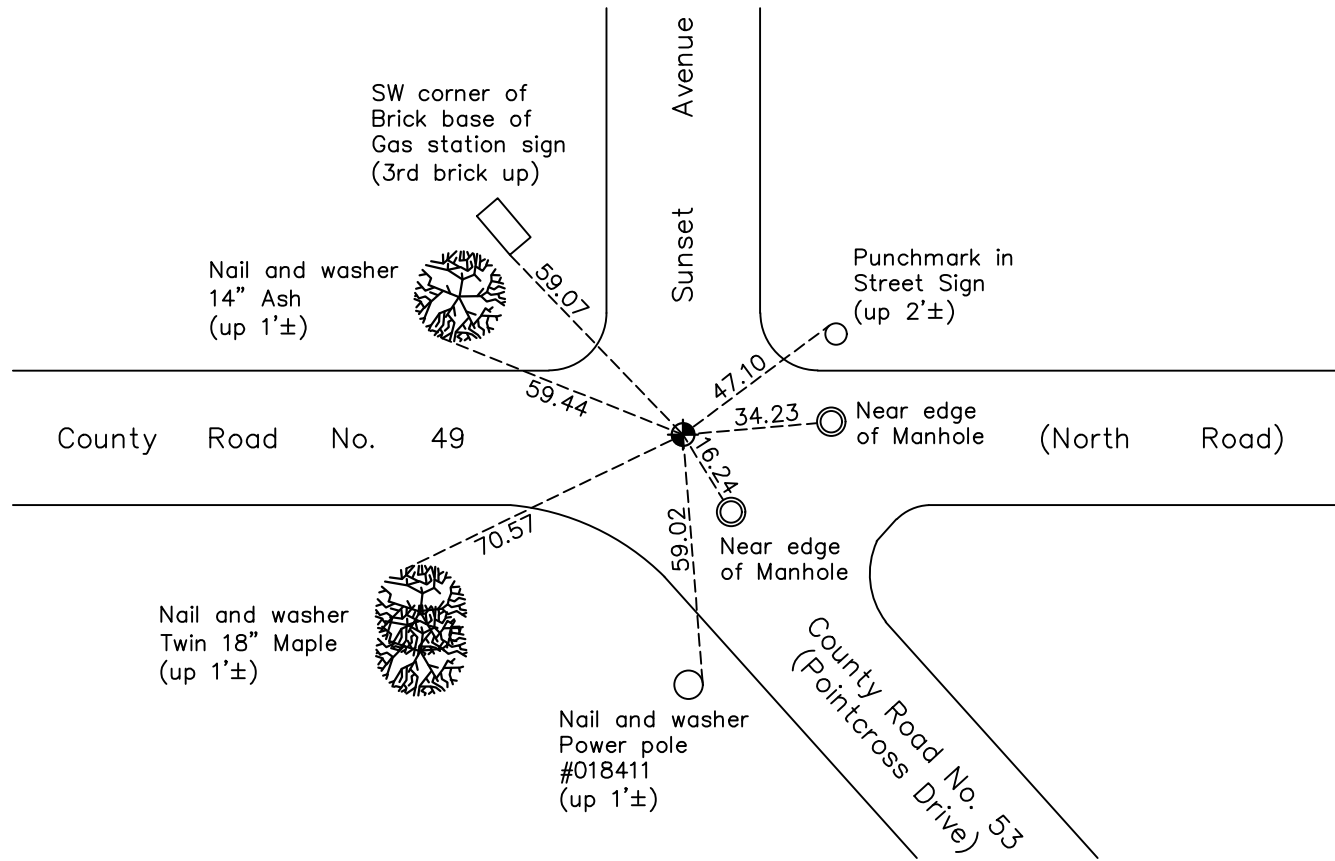 Sunset Avenue
SW corner of
Brick base of
Gas station sign
(3rd brick up)
Nail and washer
14" Ash
(up 1'±)
59.07
Punchmark in
Street Sign
(up 2'±)
47.10
59.44
34.23
Near edge
of Manhole
County Road No. 49
(North Road)
16.24
Near edge
of Manhole
59.02
70.57
Nail and washer
Twin 18" Maple
(up 1'±)
Nail and washer
Power pole
#018411
(up 1'±)
County Road No. 53
(Pointcross Drive)